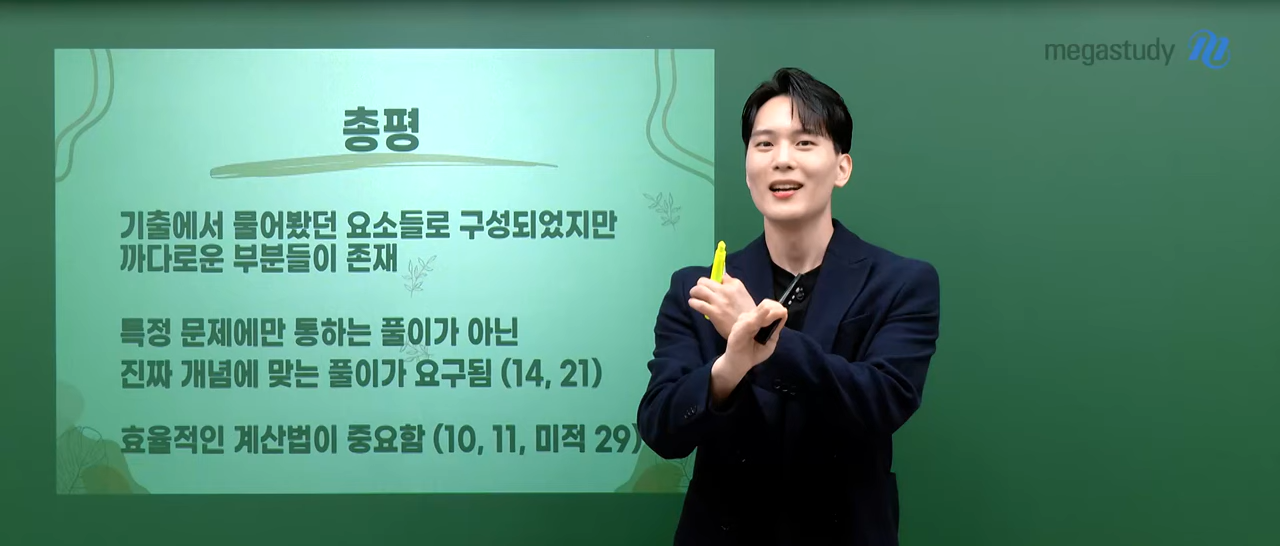 megastudy
총평
기출에서 물어봤던 요소들로 구성되었지만
까다로운 부분들이 존재
특정 문제에만 통하는 풀이가 아닌
진짜 개념에 맞는 풀이가 요구됨 (14, 21)
효율적인 계산법이 중요함 (10, 11, 미적 29)